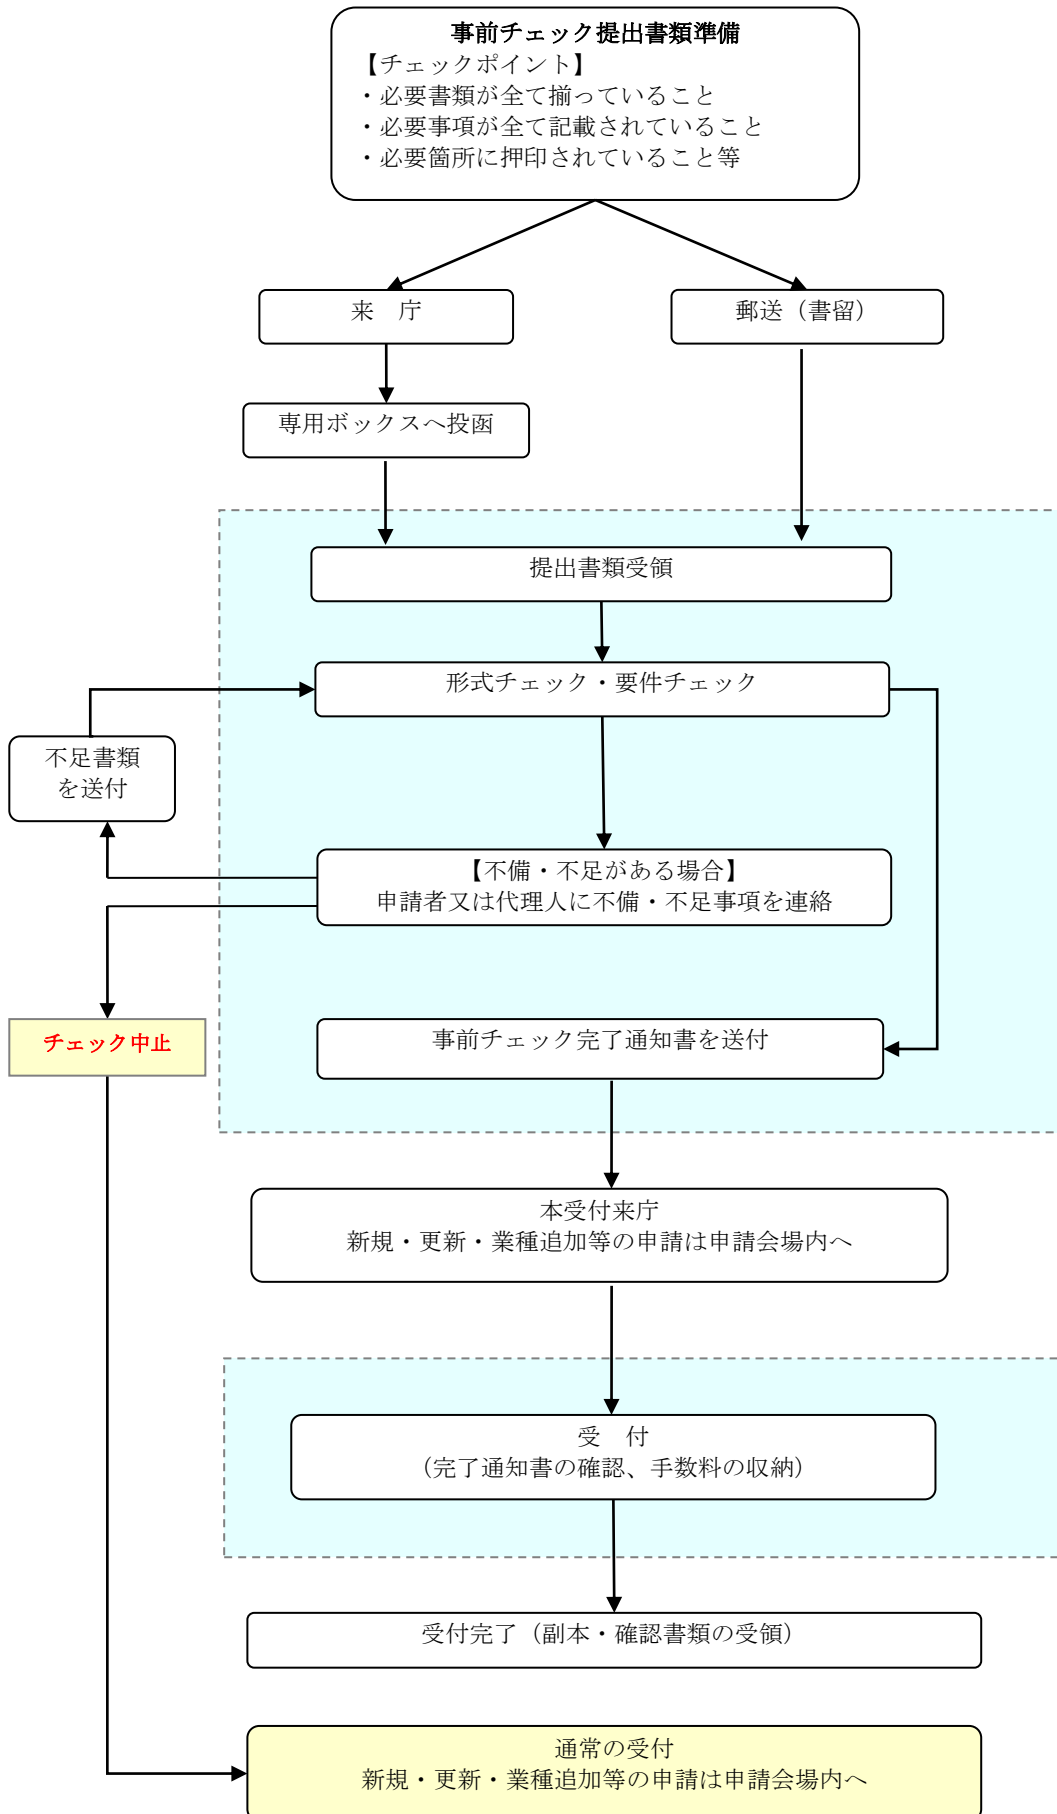 事前チェック提出書類準備
【チェックポイント】
・必要書類が全て揃っていること
・必要事項が全て記載されていること
・必要箇所に押印されていること等
来　庁
郵送（書留）
専用ボックスへ投函
提出書類受領
形式チェック・要件チェック
不足書類
を送付
【不備・不足がある場合】
申請者又は代理人に不備・不足事項を連絡
チェック中止
事前チェック完了通知書を送付
本受付来庁
新規・更新・業種追加等の申請は申請会場内へ
受　付
（完了通知書の確認、手数料の収納）
受付完了（副本・確認書類の受領）
通常の受付
新規・更新・業種追加等の申請は申請会場内へ